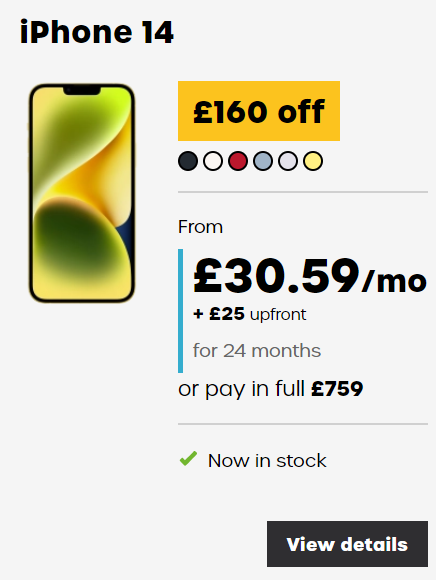 iPhone 14
£160 off
From
£30.59/mo
+ £25 upfront
for 24 months
or pay in full £759
Now in stock
View details